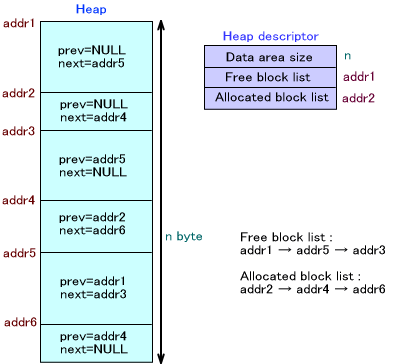 Heap
addr1
prev=NULL
next=addr5
addr2
prev=NULL
next=addr4
addr3
prev=addr5
next=NULL
addr4
prev=addr2
next=addr6
addr5
prev=addr1
next=addr3
addr6
prev=addr4
next=NULL
n byte
Heap descriptor
Data area size n
Free block list addr1
Allocated block list addr2
Free block list :
addr1 → addr5 → addr3
Allocated block list :
addr2 → addr4 → addr6